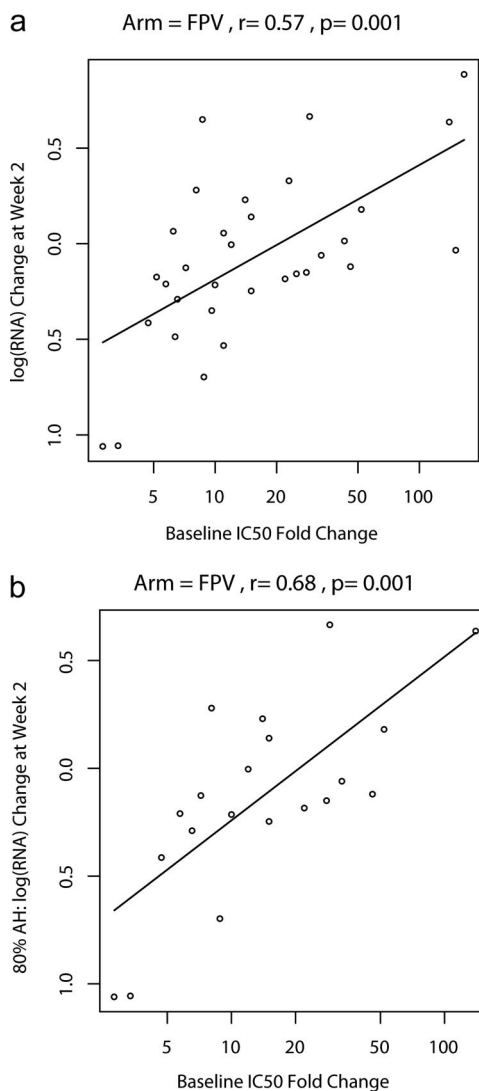 a
Arm = FPV , r= 0.57 , p= 0.001
log(RNA) Change at Week 2
0.5
0.0
0.5
1.0
5 10 20 50 100
Baseline IC50 Fold Change
b
Arm = FPV , r= 0.68 , p= 0.001
80% AH: log(RNA) Change at Week 2
0.5
0.0
0.5
1.0
5 10 20 50 100
Baseline IC50 Fold Change